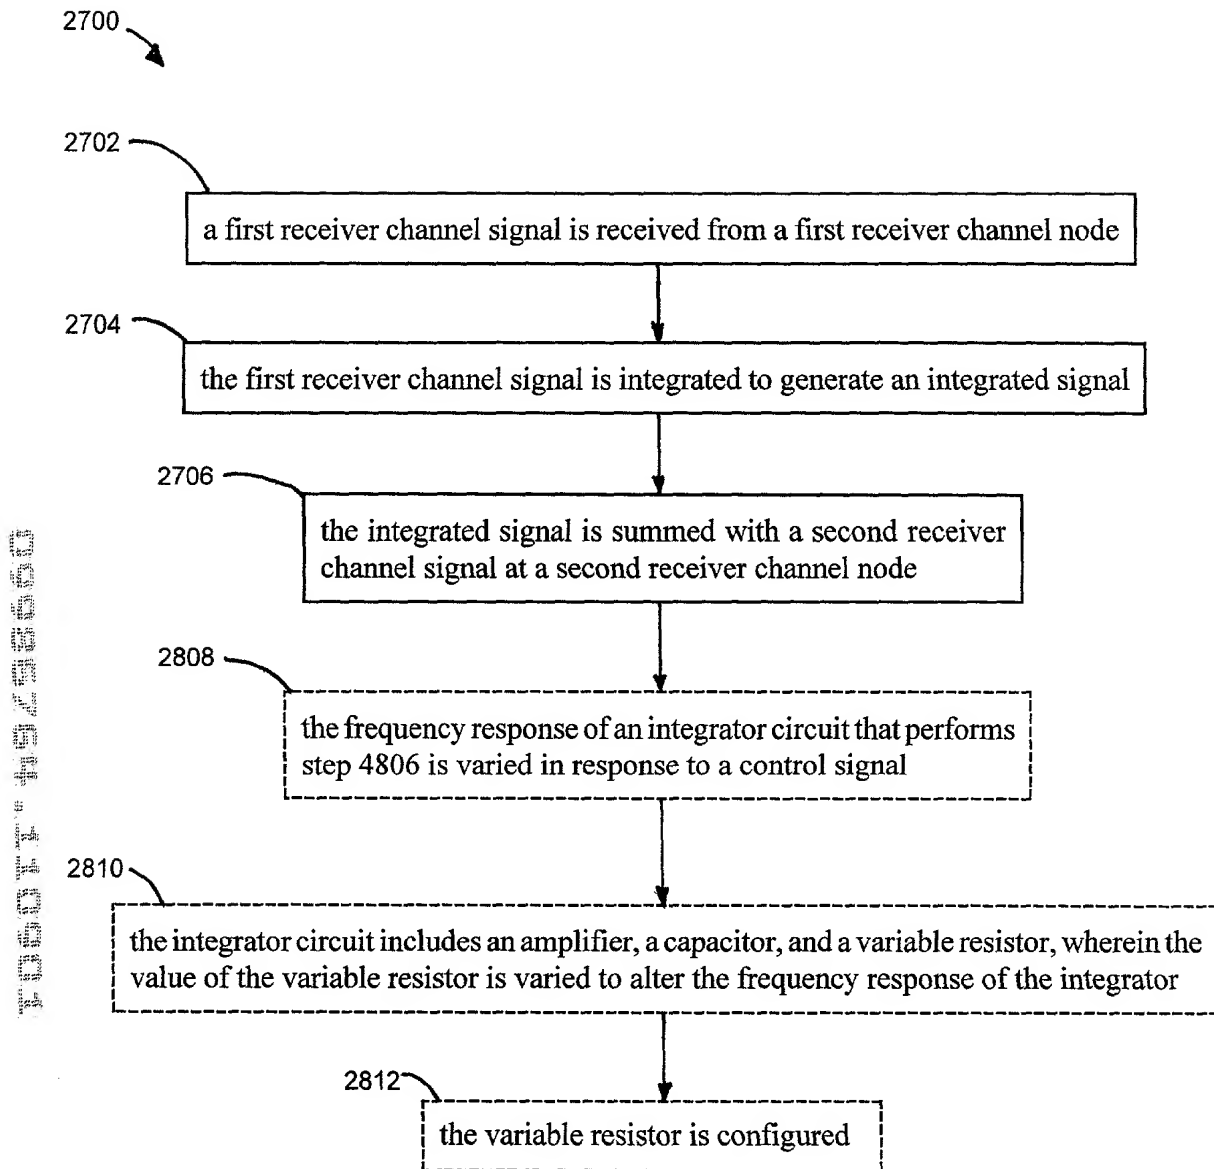 2700
2702
a first receiver channel signal is received from a first receiver channel node
2704
the first receiver channel signal is integrated to generate an integrated signal
2706
the integrated signal is summed with a second receiver
channel signal at a second receiver channel node
2808
the frequency response of an integrator circuit that performs
step 4806 is varied in response to a control signal
2810
the integrator circuit includes an amplifier, a capacitor, and a variable resistor, wherein the
value of the variable resistor is varied to alter the frequency response of the integrator
2812
the variable resistor is configured